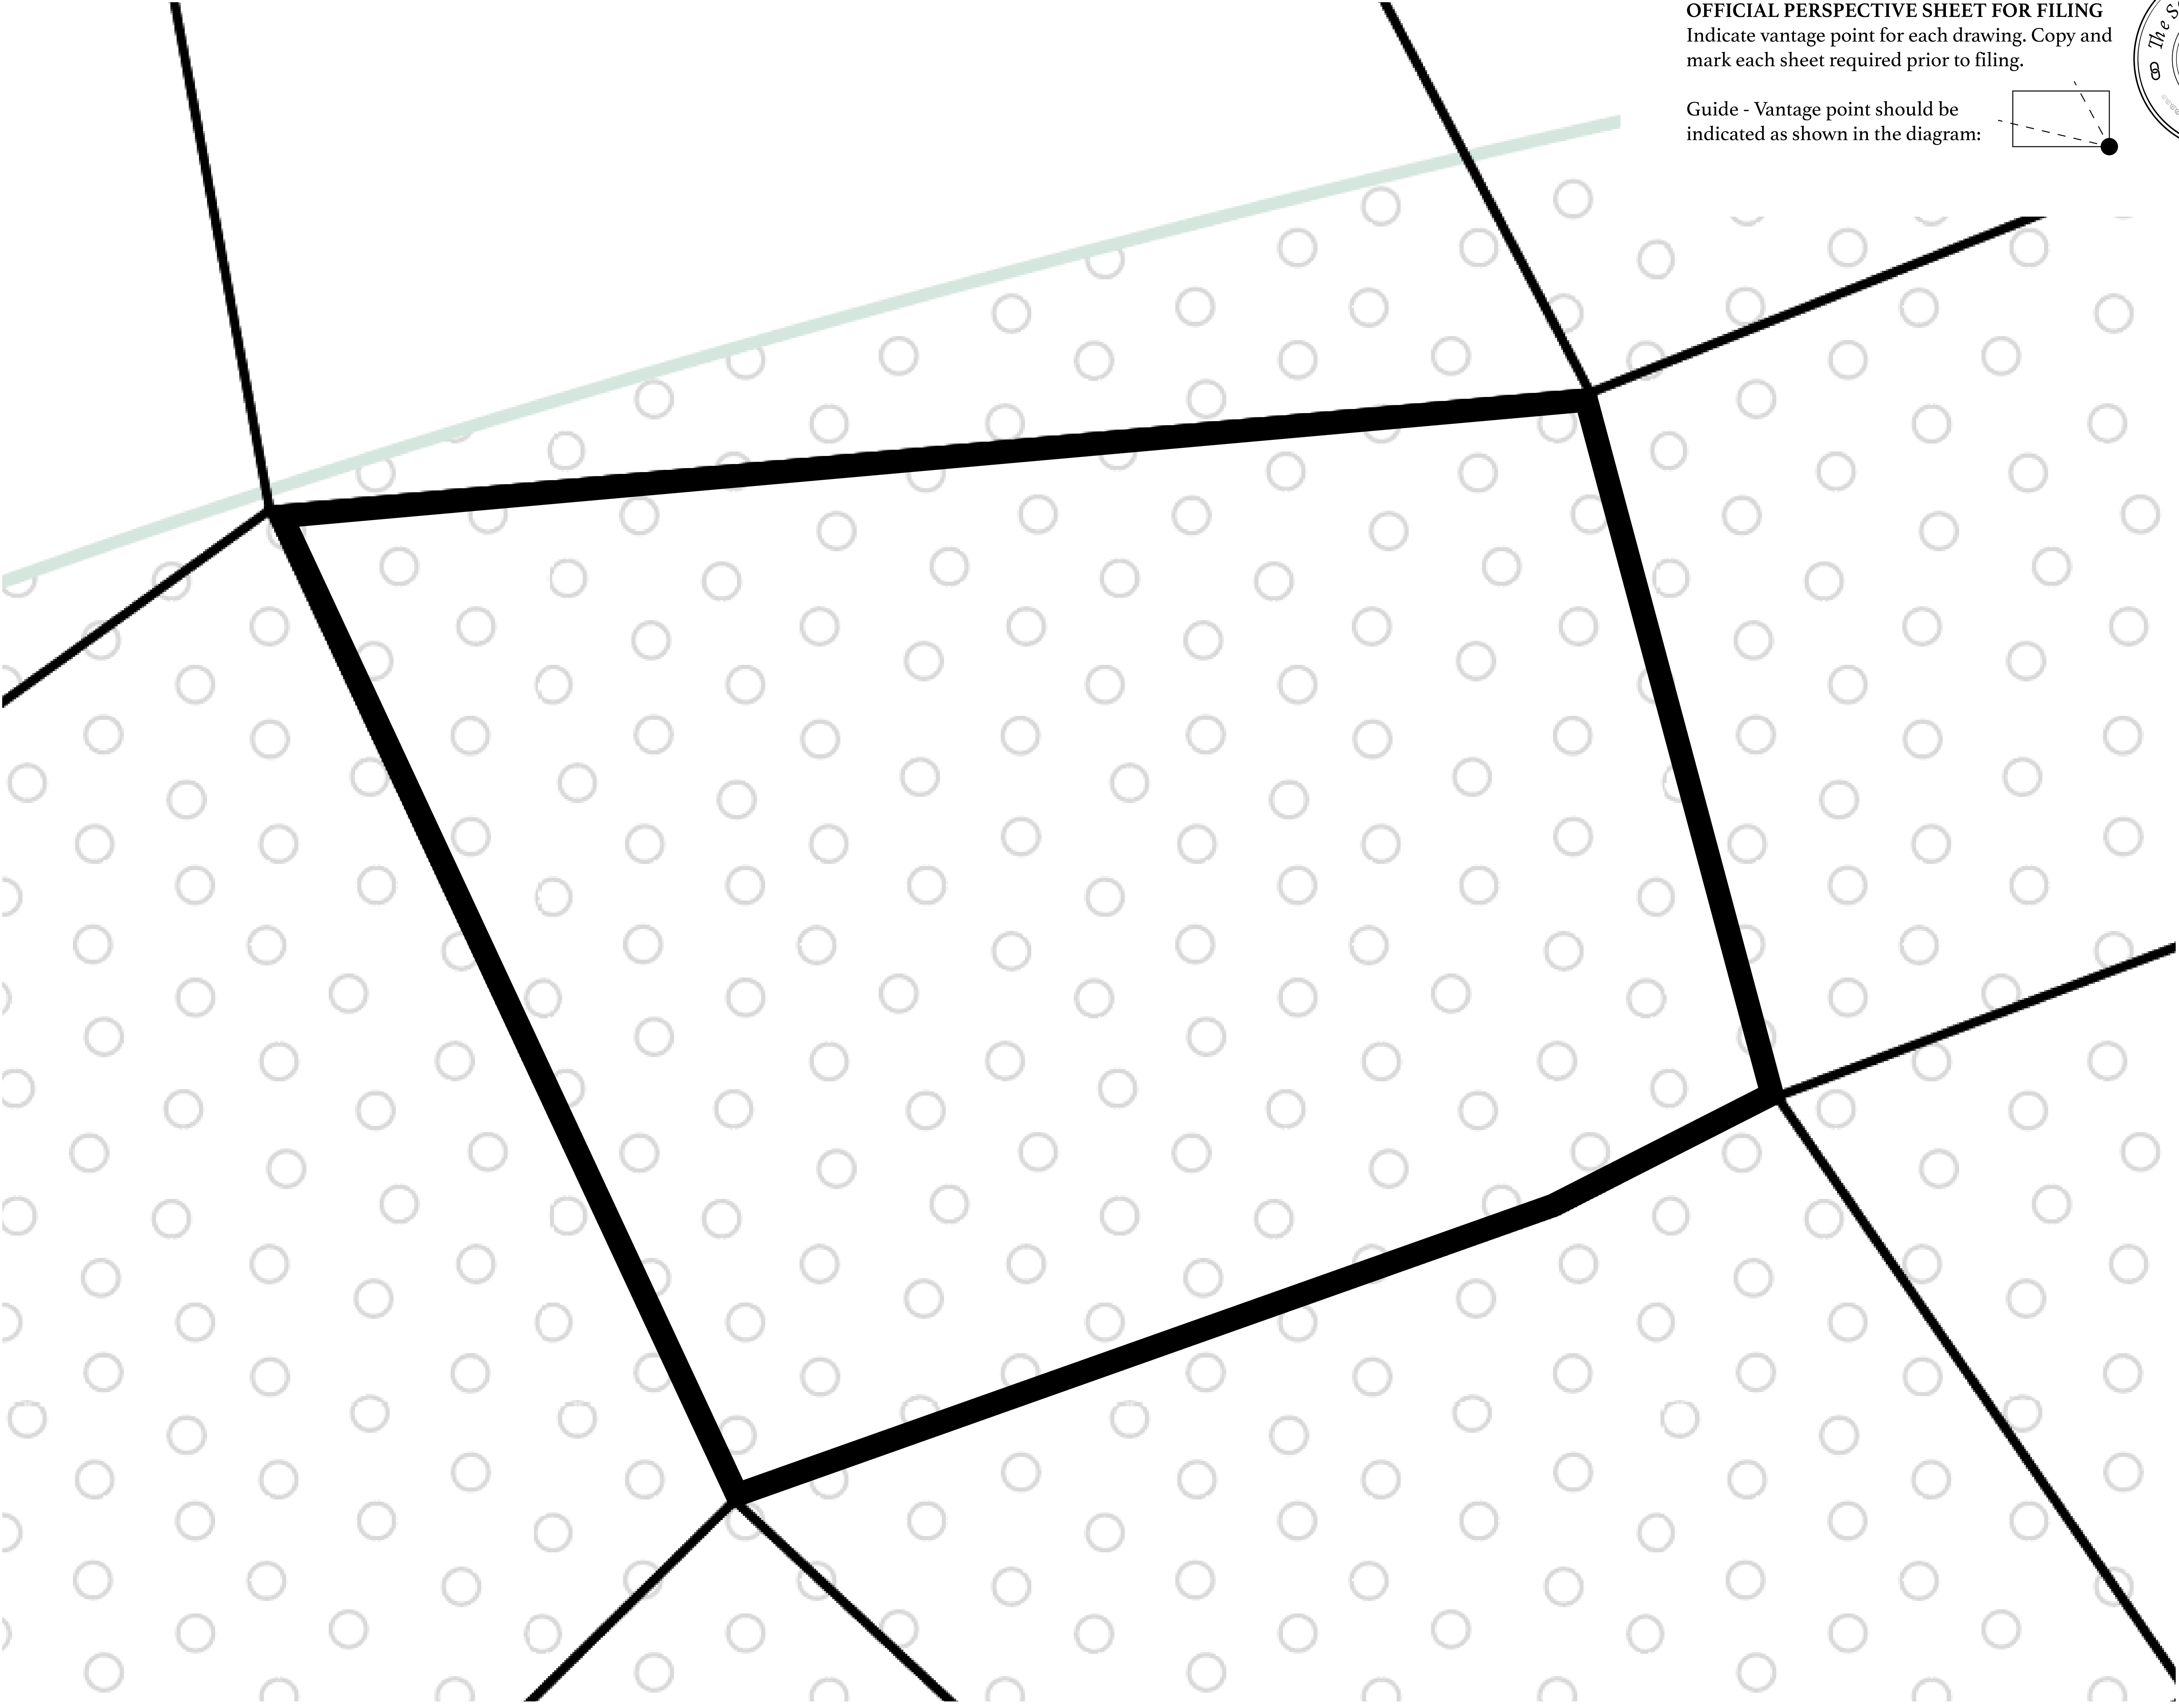 OFFICIAL PERSPECTIVE SHEET FOR FILING
Indicate vantage point for each drawing. Copy and
mark each sheet required prior to filing.
Guide - Vantage point should be
indicated as shown in the diagram:
The